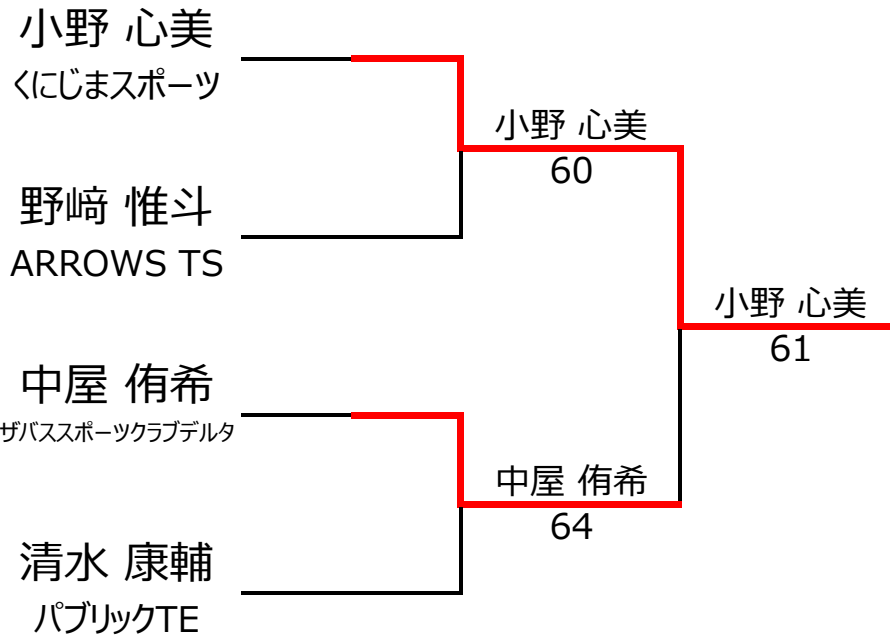 小野 心美
くにじまスポーツ
小野 心美
60
野﨑 惟斗
ARROWS TS
小野 心美
61
中屋 侑希
ザバススポーツクラブデルタ
中屋 侑希
64
清水 康輔
パブリックTE